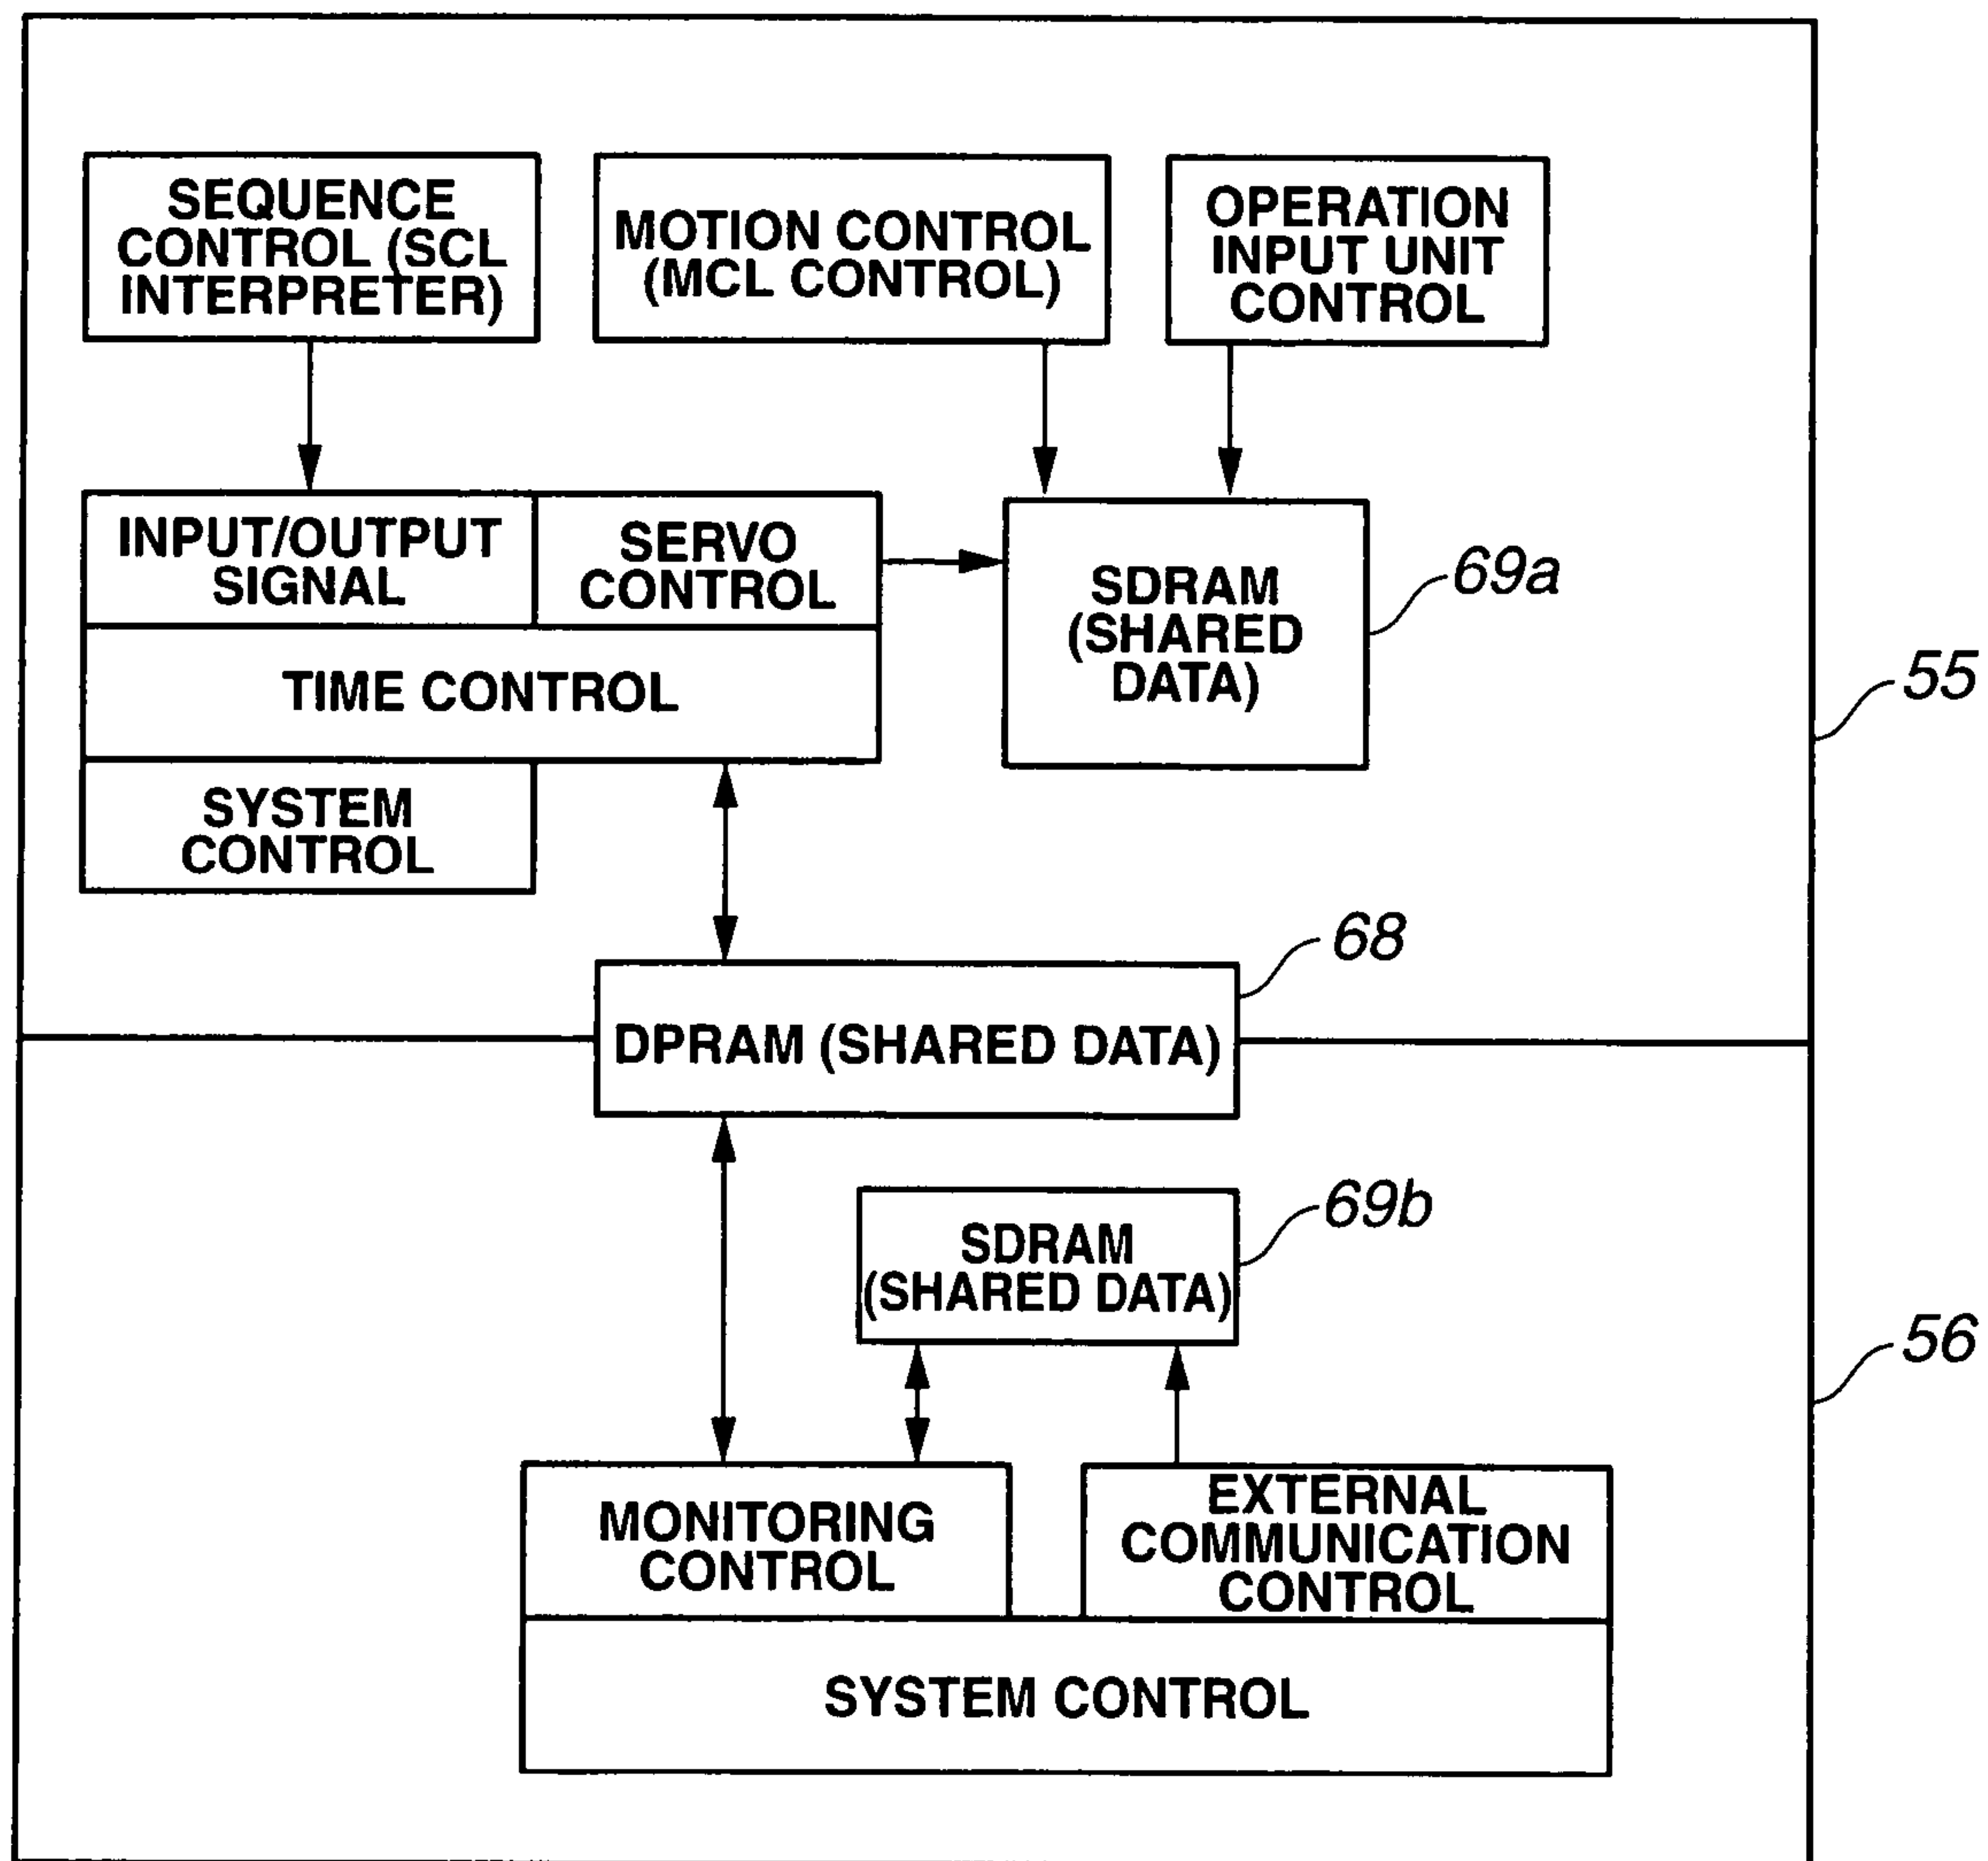 SEQUENCE
CONTROL (SCL
INTERPRETER)
MOTION CONTROL
(MCL CONTROL)
OPERATION
INPUT UNIT
CONTROL
INPUT/OUTPUT
SIGNAL
SERVO
CONTROL
SDRAM
(SHARED
DATA)
69a
55
TIME CONTROL
SYSTEM
CONTROL
68
DPRAM (SHARED DATA)
69b
SDRAM
(SHARED DATA)
56
MONITORING
CONTROL
EXTERNAL
COMMUNICATION
CONTROL
SYSTEM CONTROL